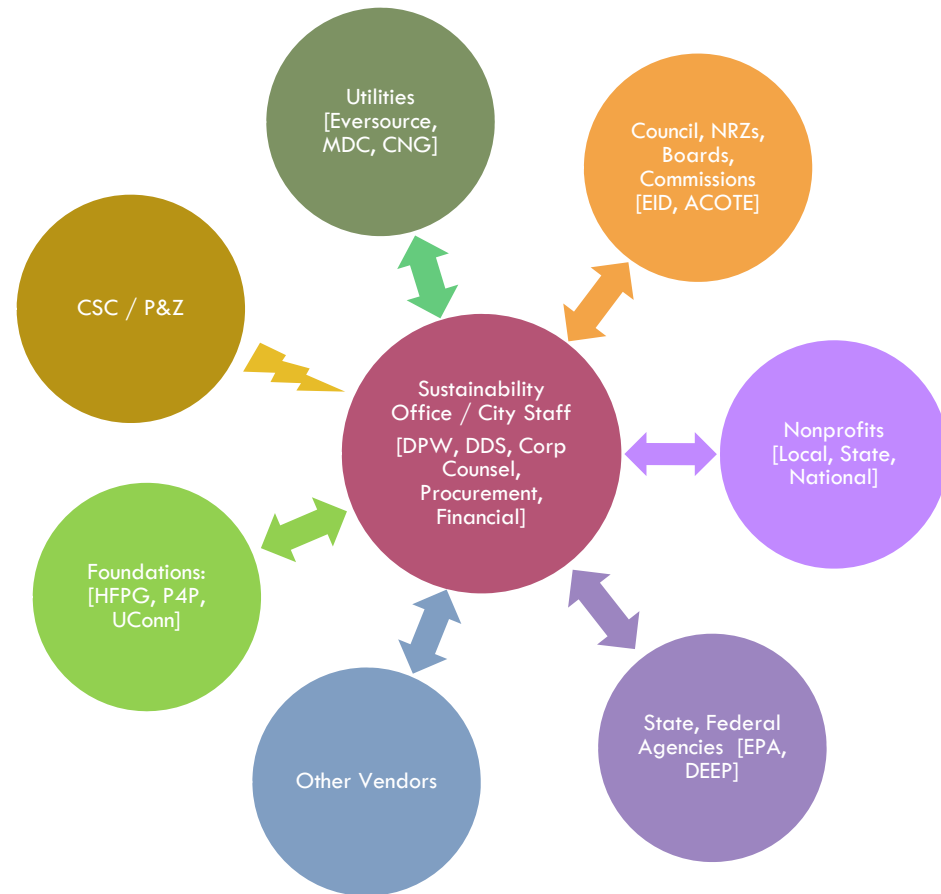 Utilities
[Eversource,
MDC, CNG]
Council, NRZs,
Boards,
Commissions
[EID, ACOTE]
CSC / P&Z
Sustainability
Office / City Staff
[DPW, DDS, Corp
Counsel,
Procurement,
Financial]
Nonprofits
[Local, State,
National]
Foundations:
[HFPG, P4P,
UConn]
State, Federal
Agencies [EPA,
DEEP]
Other Vendors